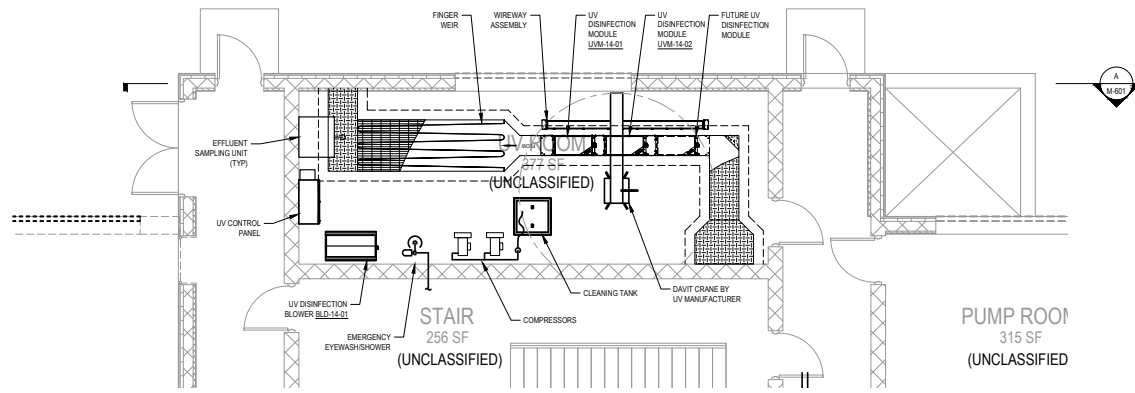 FINGER
WEIR
WIREWAY
ASSEMBLY
UV
DISINFECTION
MODULE
UVM-14-01
UV
DISINFECTION
MODULE
UVM-14-02
FUTURE UV
DISINFECTION
MODULE
A
M-601
EFFLUENT
SAMPLING UNIT
(TYP)
UV ROOM
377 SF
(UNCLASSIFIED)
UV CONTROL
PANEL
UV DISINFECTION
BLOWER BLD-14-01
EMERGENCY
EYEWASH/SHOWER
COMPRESSORS
CLEANING TANK
DAVIT CRANE BY
UV MANUFACTURER
STAIR
256 SF
(UNCLASSIFIED)
PUMP ROOM
315 SF
(UNCLASSIFIED)